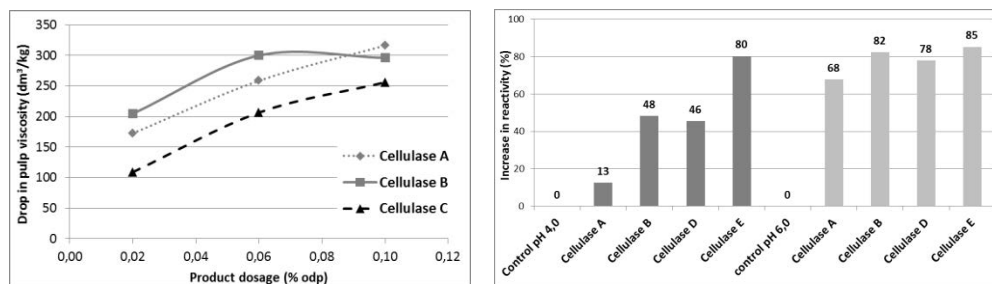 Drop in pulp viscosity (dm³/kg)
350
300
250
200
150
100
50
0
0,00
0,02
0,04
0,06
0,08
0,10
0,12
Product dosage (% odp)
Cellulase A
Cellulase B
Cellulase C
Increase in reactivity (%)
100
80
60
40
20
0
0
13
48
46
80
0
68
82
78
85
Control pH 4,0
Cellulase A
Cellulase B
Cellulase D
Cellulase E
control pH 6,0
Cellulase A
Cellulase B
Cellulase D
Cellulase E